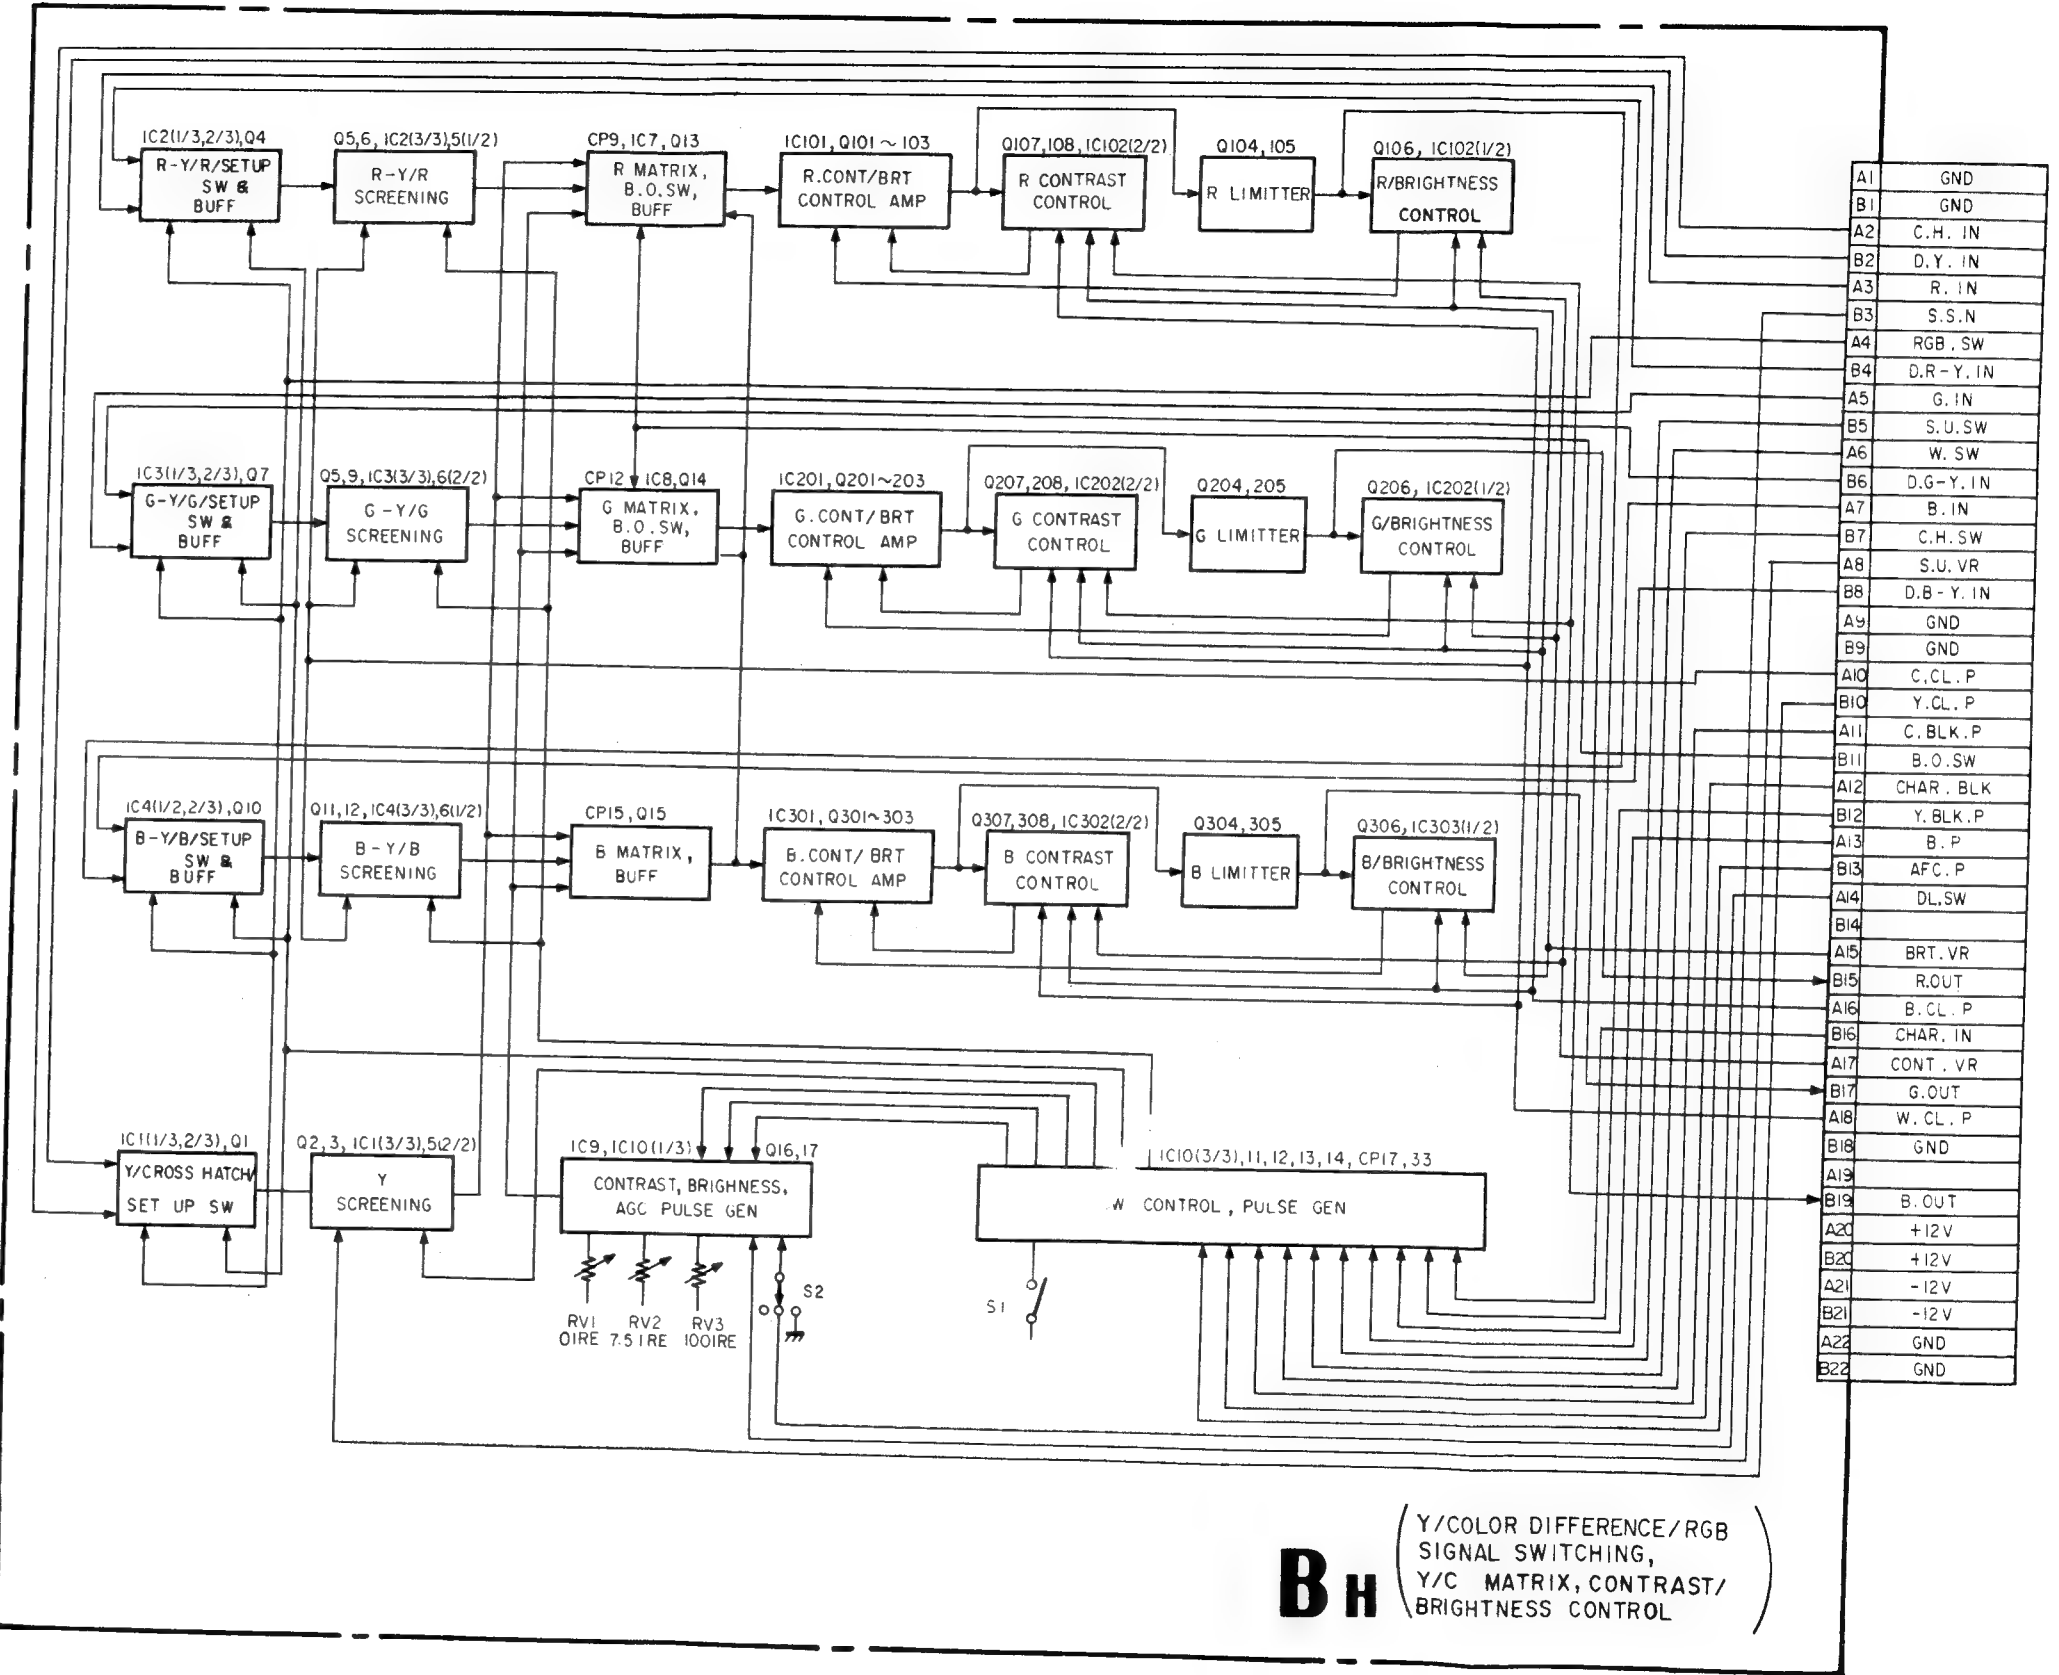 IC2(1/3,2/3),Q4
R-Y/R/SETUP
SW &
BUFF
Q5,6, IC2(3/3),5(1/2)
R-Y/R
SCREENING
CP9, IC7, Q13
R MATRIX,
B.O.SW,
BUFF
IC101, Q101~103
R.CONT/BRT
CONTROL AMP
Q107,108, IC102(2/2)
R CONTRAST
CONTROL
Q104,105
R LIMITTER
Q106, IC102(1/2)
R/BRIGHTNESS
CONTROL
IC3(1/3,2/3),Q7
G-Y/G/SETUP
SW &
BUFF
Q5,9, IC3(3/3),6(2/2)
G-Y/G
SCREENING
CP12, IC8,Q14
G MATRIX,
B.O.SW,
BUFF
IC201, Q201~203
G.CONT/BRT
CONTROL AMP
Q207,208, IC202(2/2)
G CONTRAST
CONTROL
Q204,205
G LIMITTER
Q206, IC202(1/2)
G/BRIGHTNESS
CONTROL
IC4(1/2,2/3),Q10
B-Y/B/SETUP
SW &
BUFF
Q11,12, IC4(3/3),6(1/2)
B-Y/B
SCREENING
CP15, Q15
B MATRIX,
BUFF
IC301, Q301~303
B.CONT/BRT
CONTROL AMP
Q307,308, IC302(2/2)
B CONTRAST
CONTROL
Q304,305
B LIMITTER
Q306, IC303(1/2)
B/BRIGHTNESS
CONTROL
IC1(1/3,2/3), Q1
Y/CROSS HATCH/
SET UP SW
Q2,3, IC1(3/3),5(2/2)
Y
SCREENING
IC9, IC10(1/3)
Q16,17
CONTRAST, BRIGHNESS,
AGC PULSE GEN
RV1
0IRE
RV2
7.5IRE
RV3
100IRE
S2
IC10(3/3),11,12,13,14, CP17,33
W CONTROL, PULSE GEN
S1
A1 GND
B1 GND
A2 C.H. IN
B2 D.Y. IN
A3 R. IN
B3 S.S.N
A4 RGB.SW
B4 D.R-Y.IN
A5 G.IN
B5 S.U.SW
A6 W.SW
B6 D.G-Y.IN
A7 B.IN
B7 C.H.SW
A8 S.U.VR
B8 D.B-Y.IN
A9 GND
B9 GND
A10 C.CL.P
B10 Y.CL.P
A11 C.BLK.P
B11 B.O.SW
A12 CHAR.BLK
B12 Y.BLK.P
A13 B.P
B13 AFC.P
A14 DL.SW
B14
A15 BRT.VR
B15 R.OUT
A16 B.CL.P
B16 CHAR.IN
A17 CONT.VR
B17 G.OUT
A18 W.CL.P
B18 GND
A19
B19 B.OUT
A20 +12V
B20 +12V
A21 -12V
B21 -12V
A22 GND
B22 GND
BH
Y/COLOR DIFFERENCE/RGB
SIGNAL SWITCHING,
Y/C MATRIX, CONTRAST/
BRIGHTNESS CONTROL